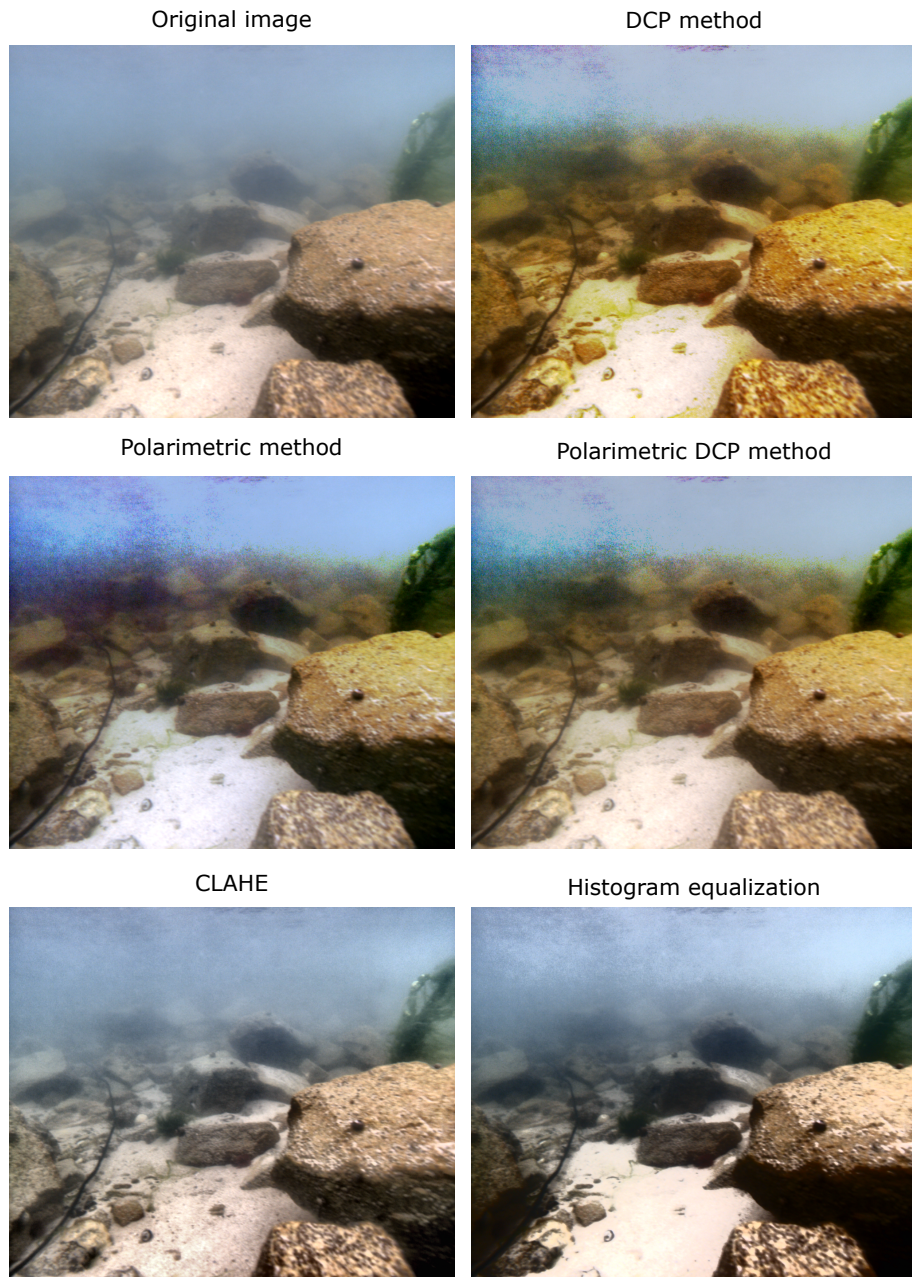 Original image
DCP method
Polarimetric method
Polarimetric DCP method
CLAHE
Histogram equalization